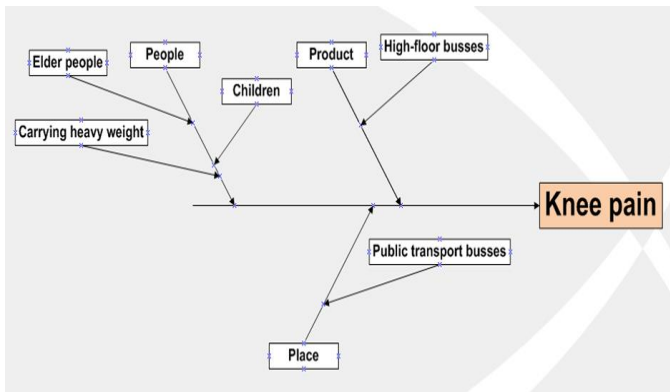 High-floor busses
People
Product
Elder people
Children
Carrying heavy weight
Knee pain
Public transport busses
Place